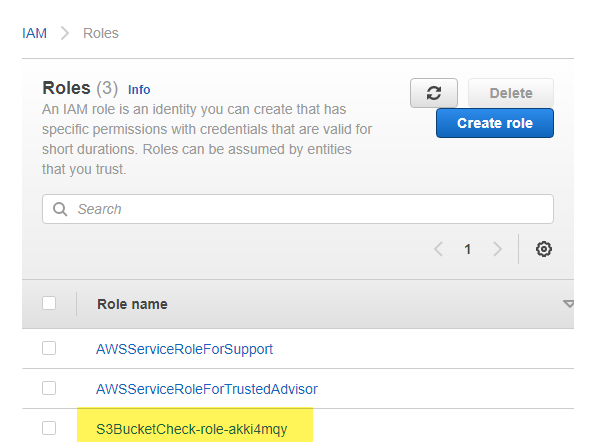 IAM > Roles
Roles (3) Info
Delete
Create role
An IAM role is an identity you can create that has
specific permissions with credentials that are valid for
short durations. Roles can be assumed by entities
that you trust.
Search
1
Role name
AWSServiceRoleForSupport
AWSServiceRoleForTrustedAdvisor
S3BucketCheck-role-akki4mqy